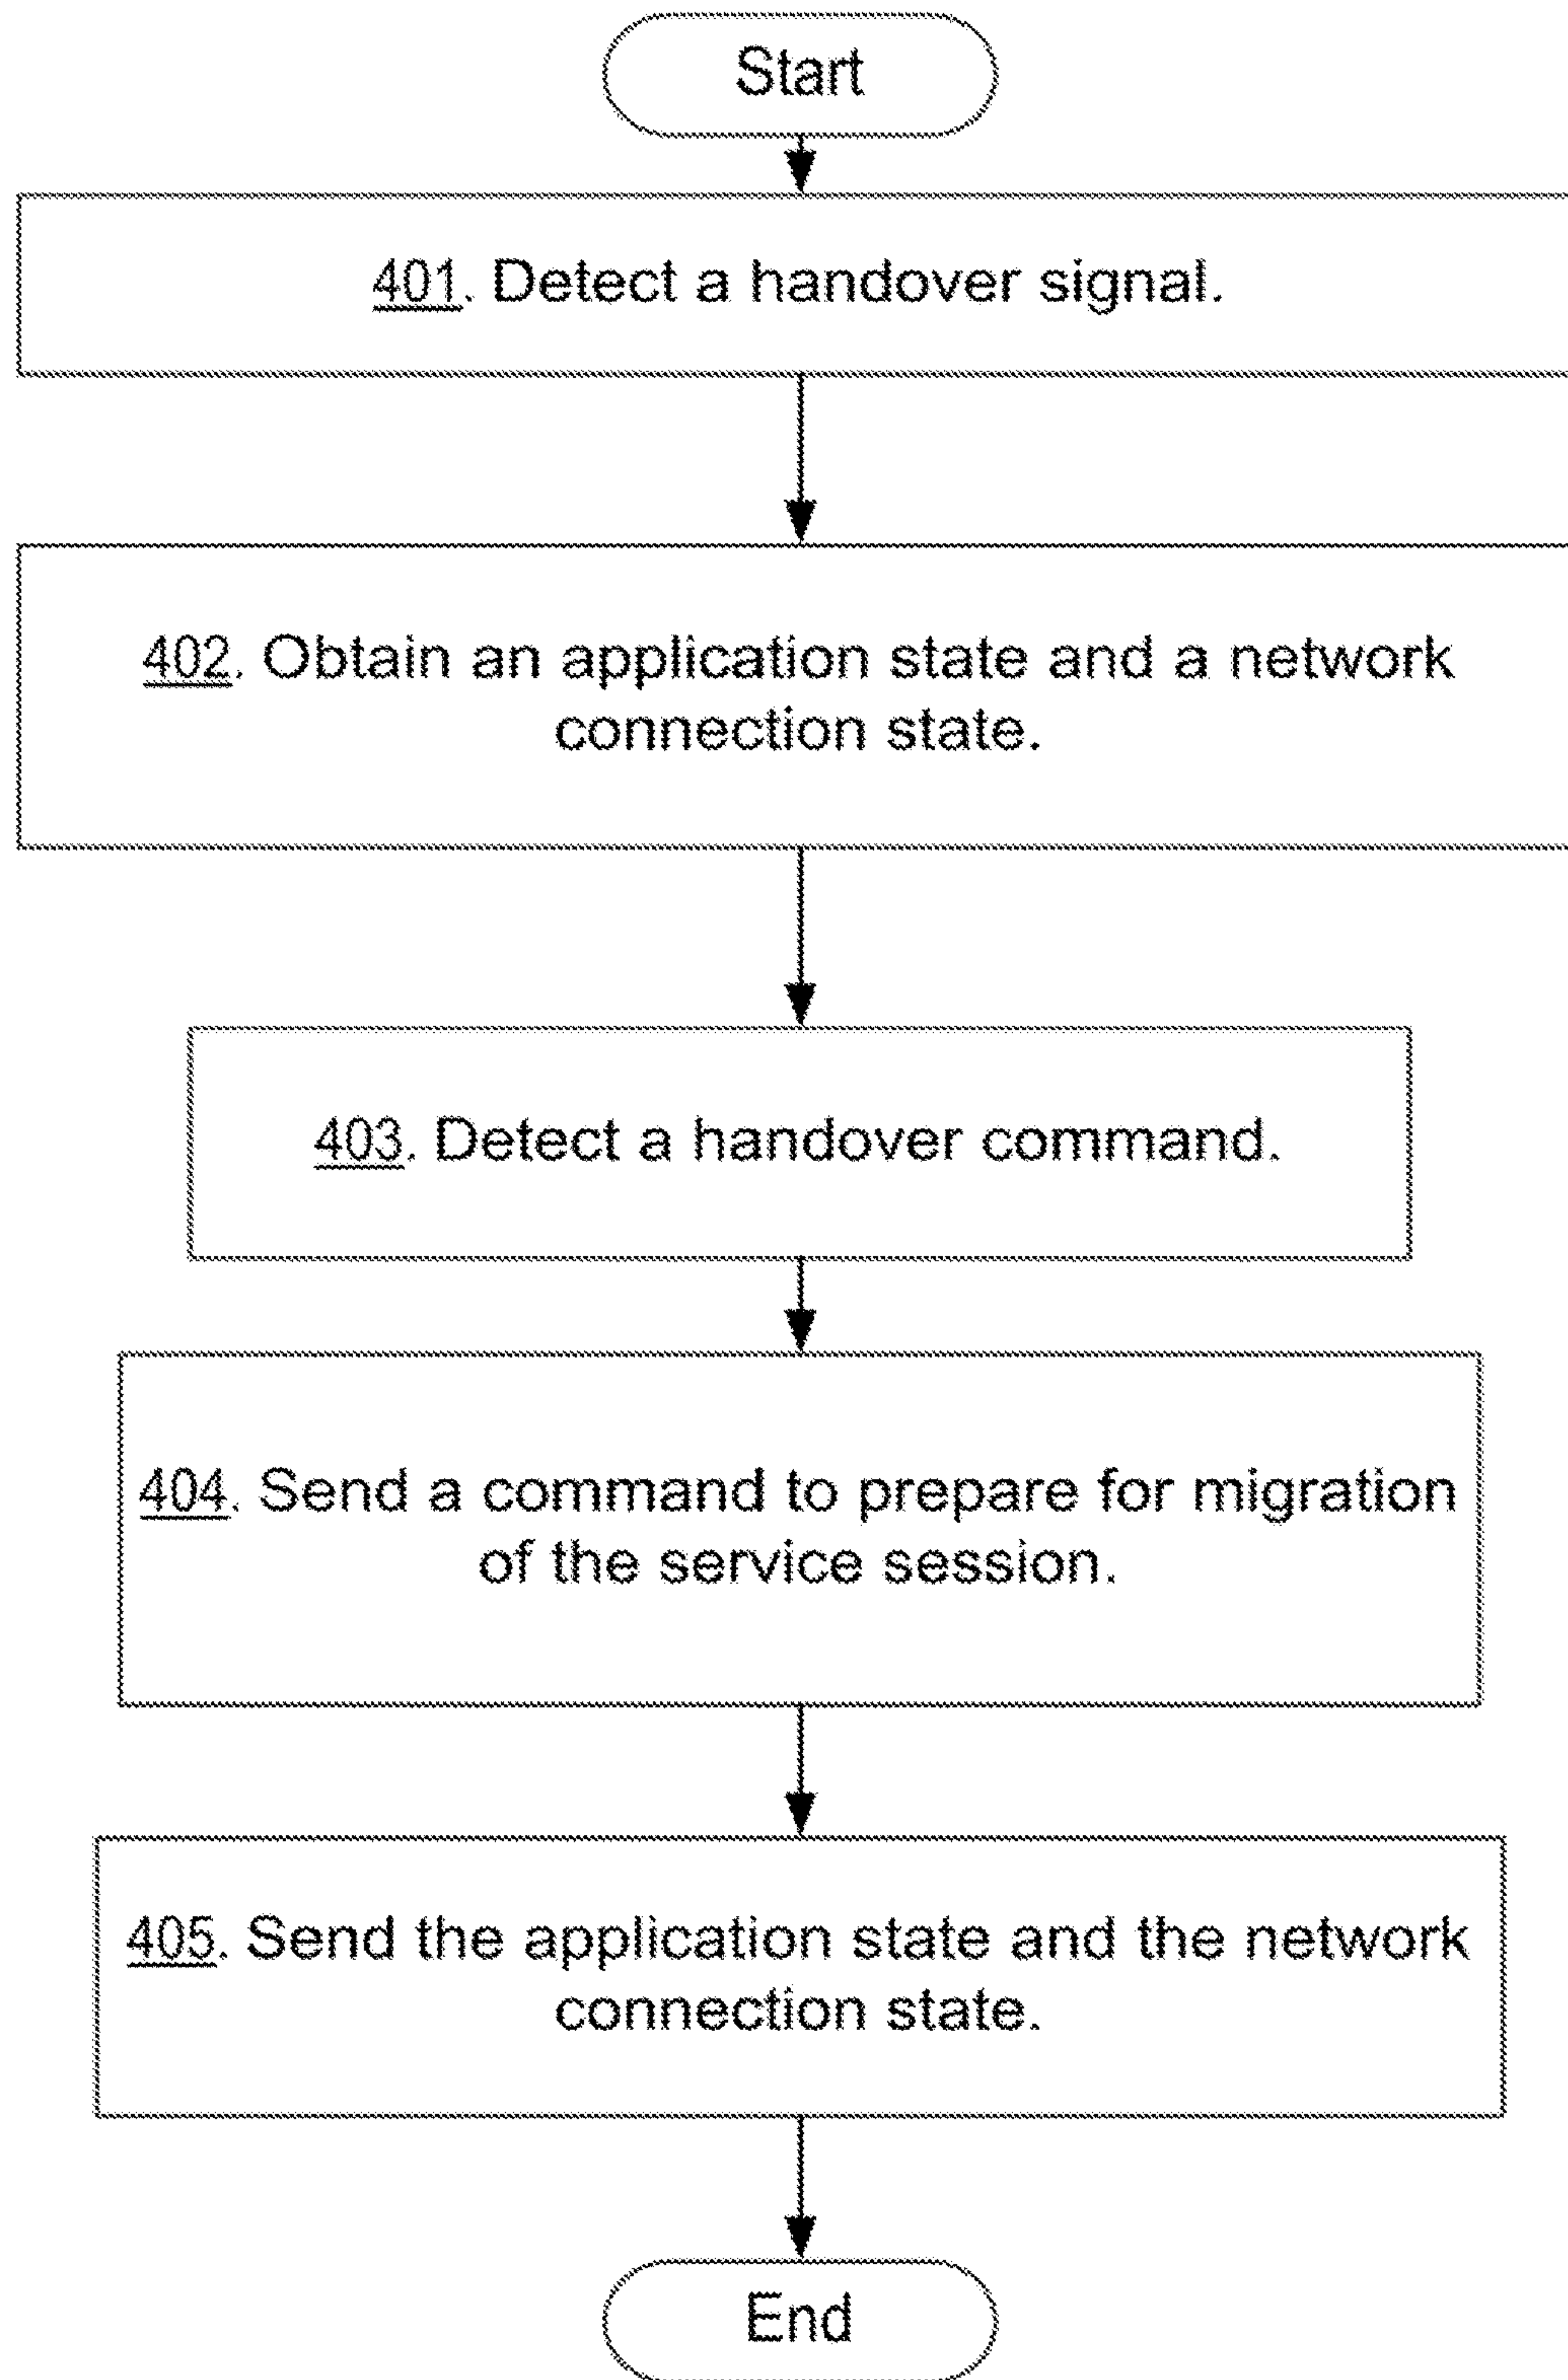 Start
401. Detect a handover signal.
402. Obtain an application state and a network
connection state.
403. Detect a handover command.
404. Send a command to prepare for migration
of the service session.
405. Send the application state and the network
connection state.
End